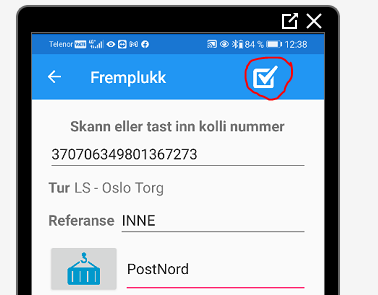 Telenor 84 % 12:38
Fremplukk
Skann eller tast inn kolli nummer
370706349801367273
Tur LS - Oslo Torg
Referanse INNE
PostNord